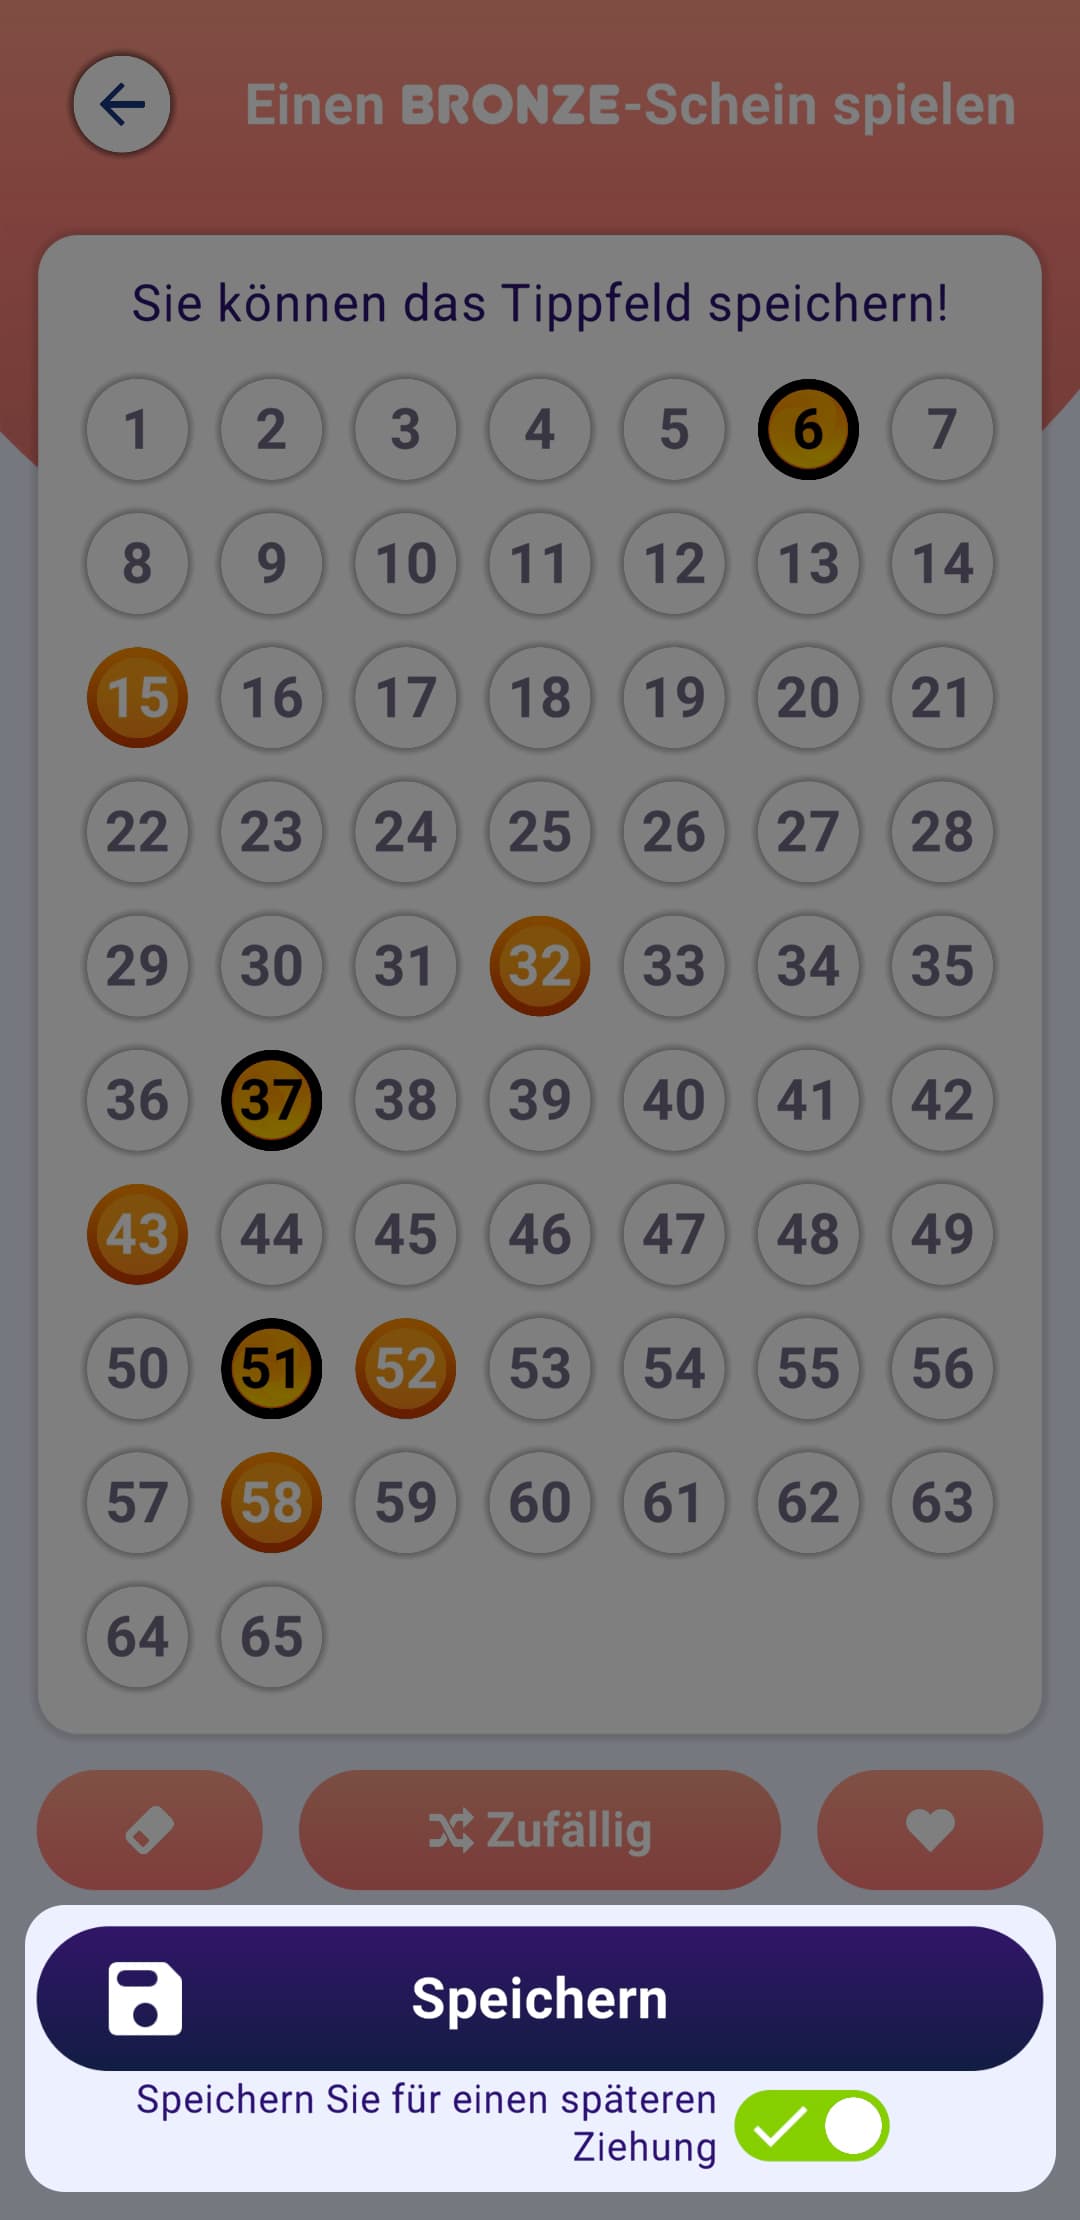 Einen BRONZE-Schein spielen
Sie können das Tippfeld speichern!
1 2 3 4 5 6 7
8 9 10 11 12 13 14
15 16 17 18 19 20 21
22 23 24 25 26 27 28
29 30 31 32 33 34 35
36 37 38 39 40 41 42
43 44 45 46 47 48 49
50 51 52 53 54 55 56
57 58 59 60 61 62 63
64 65
Zufällig
Speichern
Speichern Sie für einen späteren
Ziehung